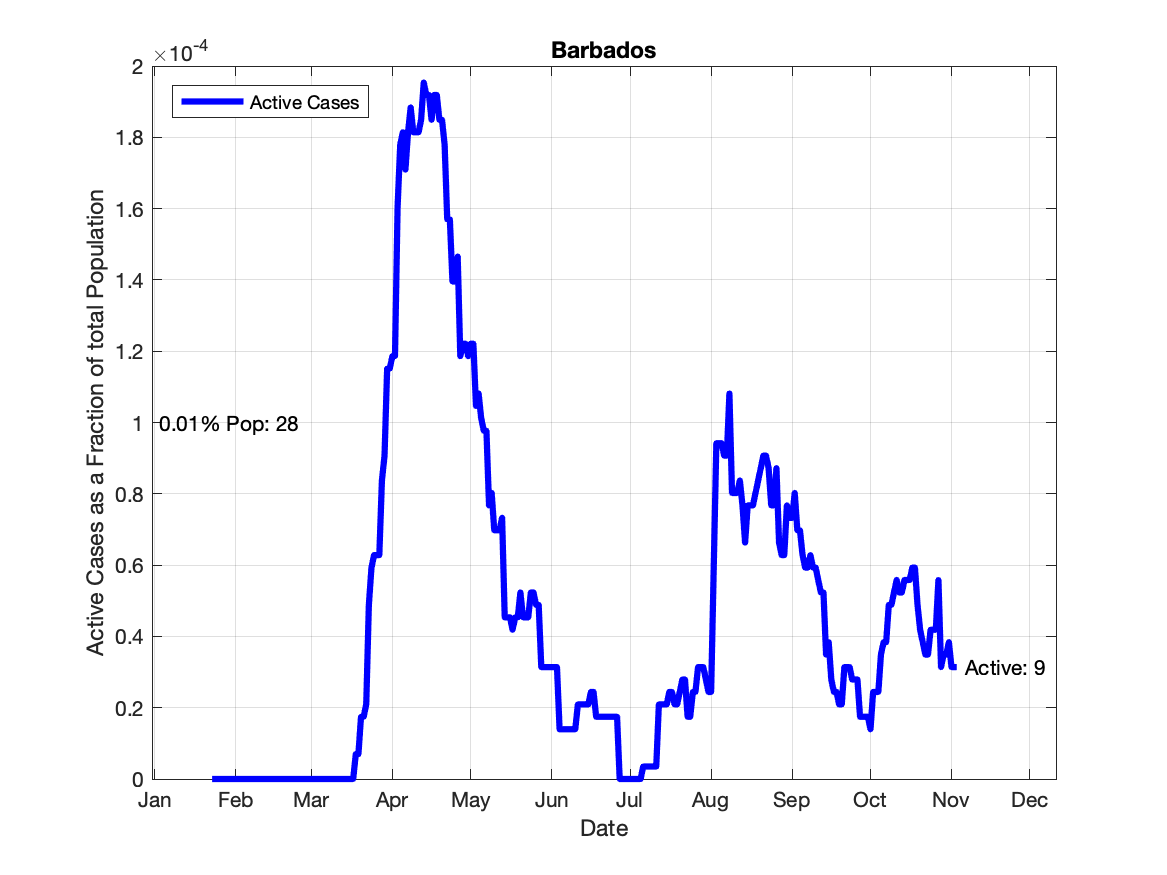 Barbados
×10-4
Active Cases
2
1.8
1.6
1.4
1.2
1
0.8
0.6
0.4
0.2
0
Active Cases as a Fraction of total Population
0.01% Pop: 28
Active: 9
Jan Feb Mar Apr May Jun Jul Aug Sep Oct Nov Dec
Date